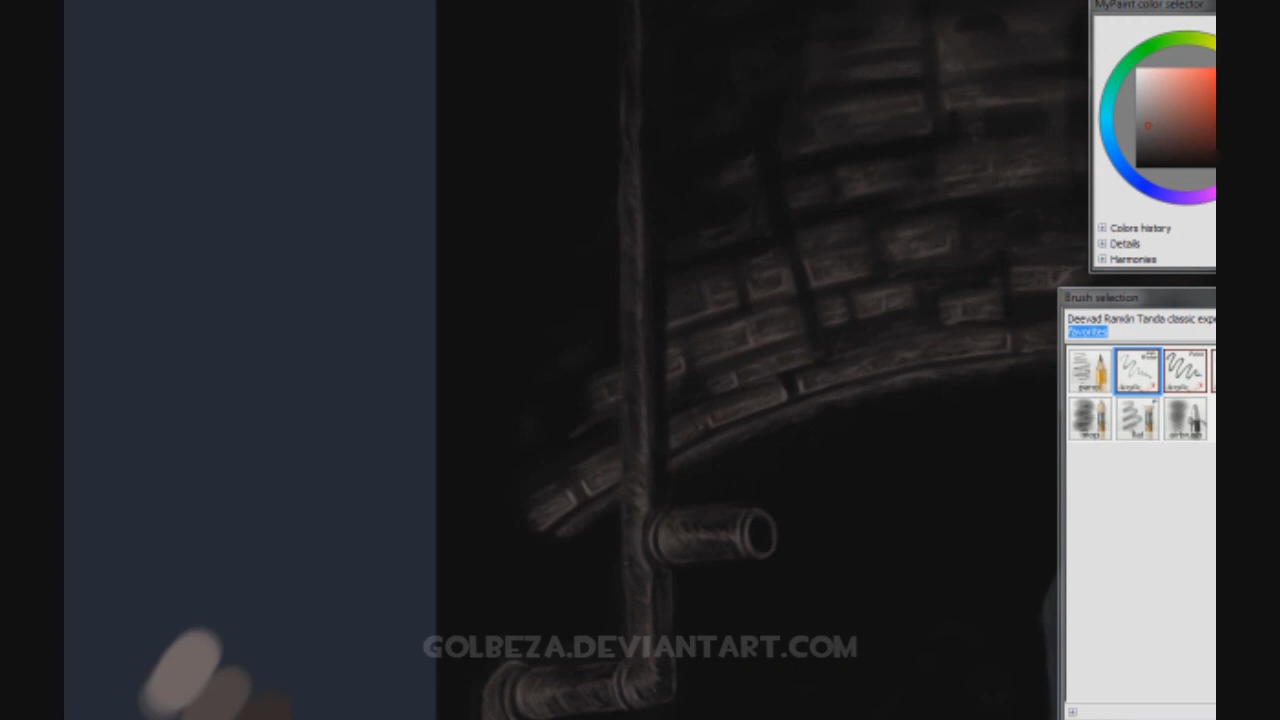 MyPaint color selector
Colors history
Details
Harmonies
Brush selection
Deevad Ramón Tanda classic exp
favorites
GOLBEZA.DEVIANTART.COM